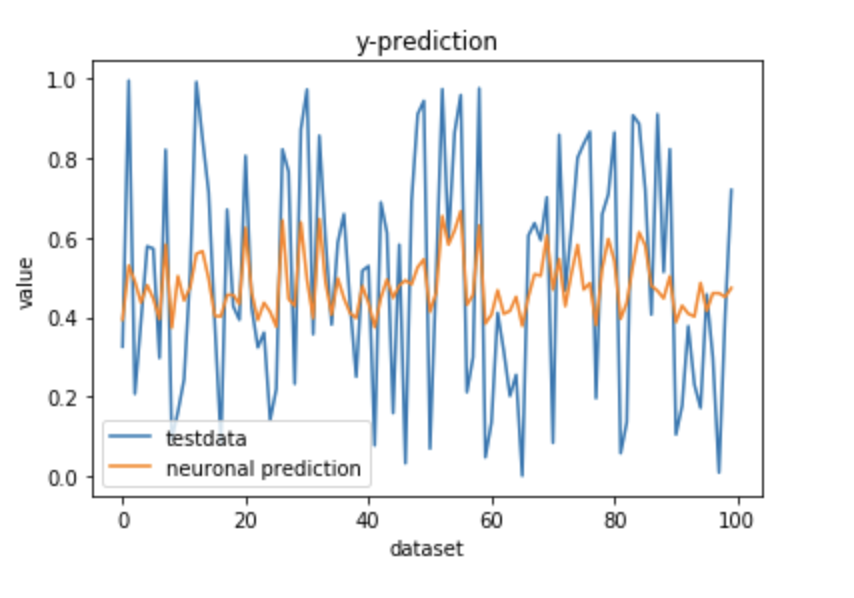 y-prediction
value
1.0
0.8
0.6
0.4
0.2
0.0
testdata
neuronal prediction
0 20 40 60 80 100
dataset